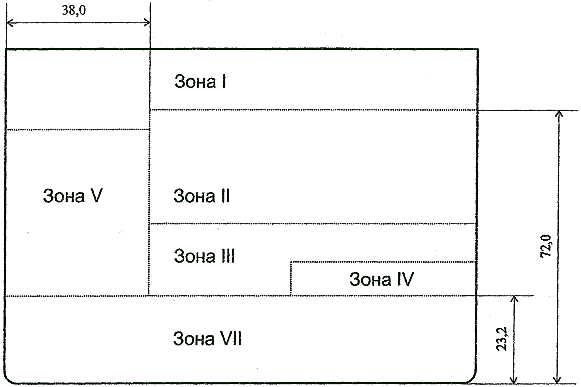 38,0
Зона I
Зона V
Зона II
Зона III
Зона IV
72,0
23,2
Зона VII